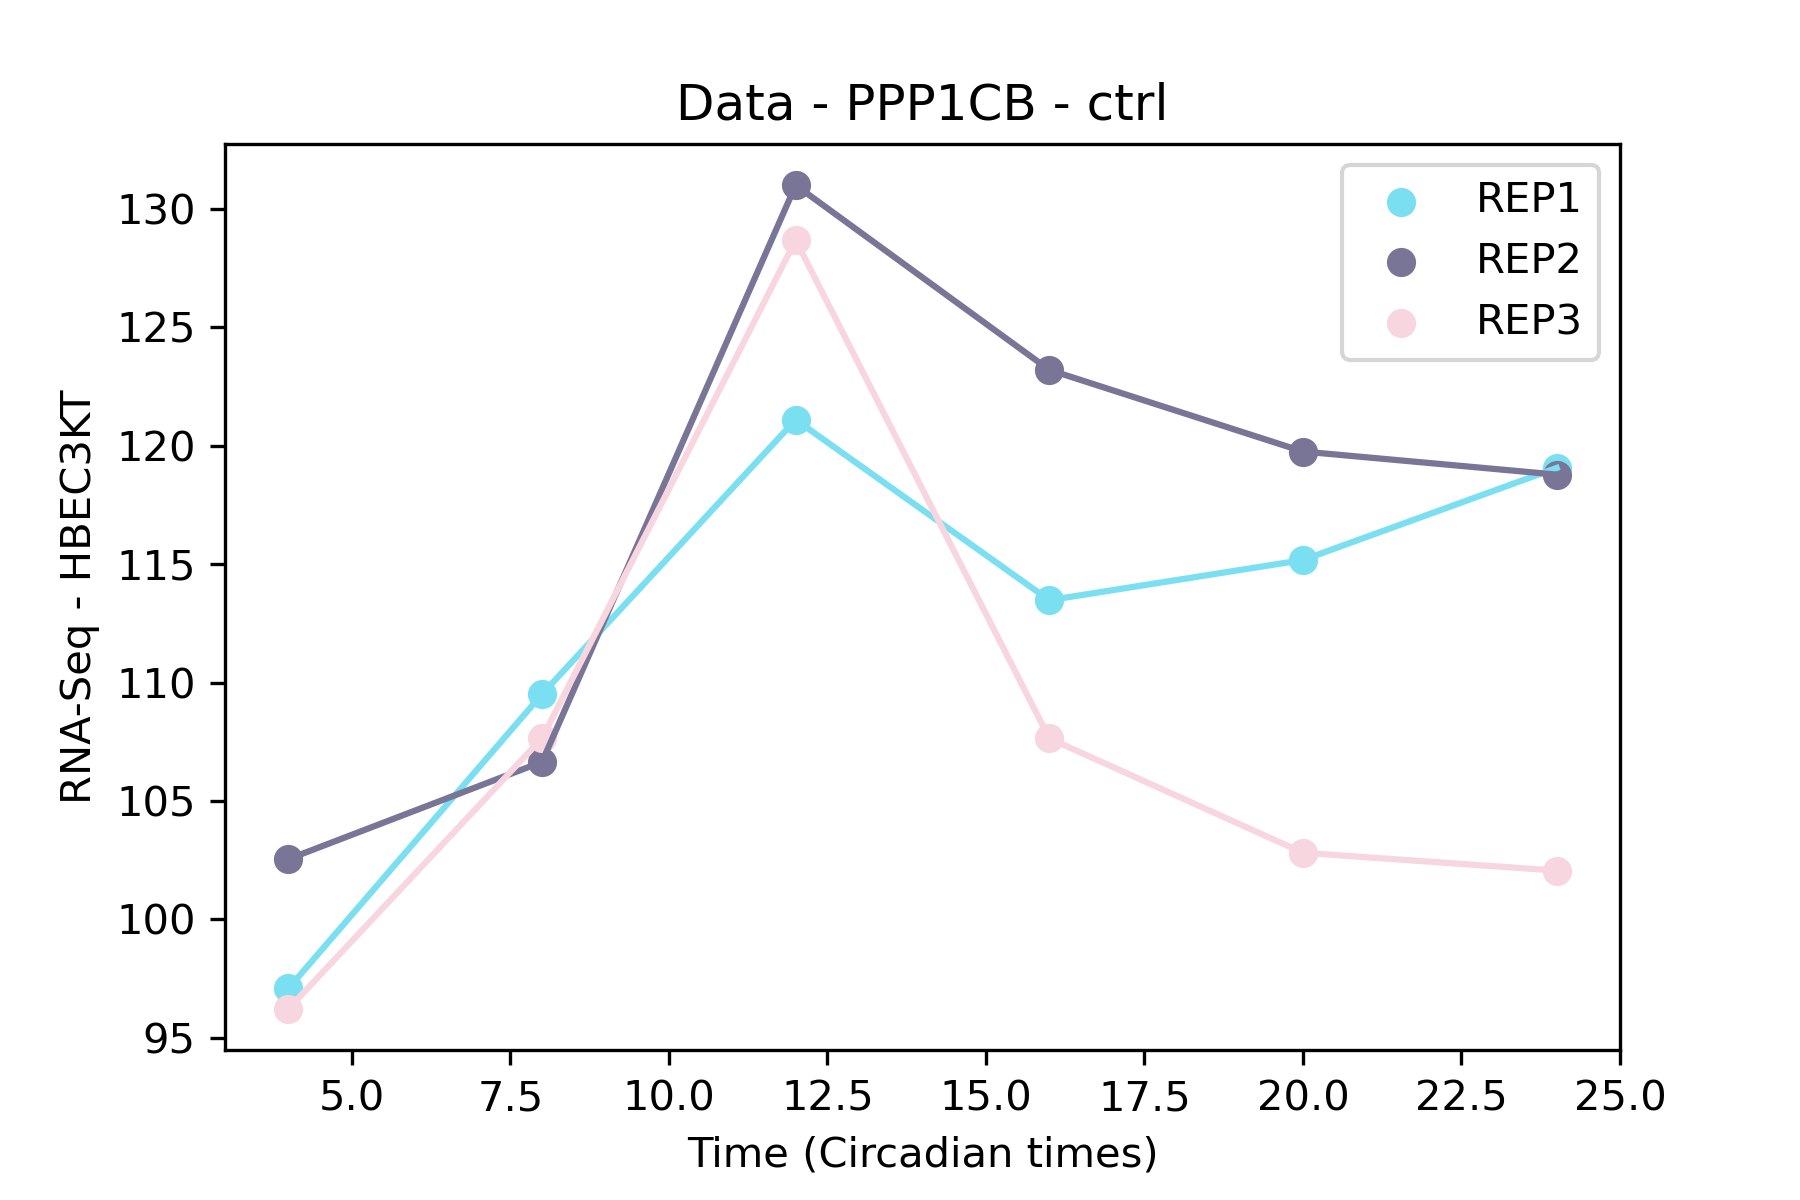 Data - PPP1CB - ctrl
REP1
REP2
REP3
RNA-Seq - HBEC3KT
130
125
120
115
110
105
100
95
5.0 7.5 10.0 12.5 15.0 17.5 20.0 22.5 25.0
Time (Circadian times)